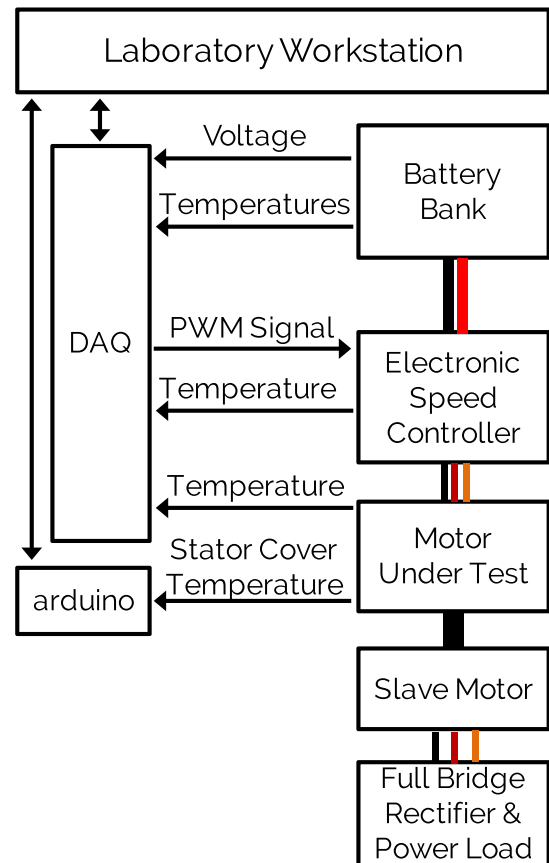 Laboratory Workstation
Voltage
Battery
Bank
Temperatures
DAQ
PWM Signal
Electronic
Speed
Controller
Temperature
Temperature
Motor
Under Test
Stator Cover
Temperature
arduino
Slave Motor
Full Bridge
Rectifier &
Power Load